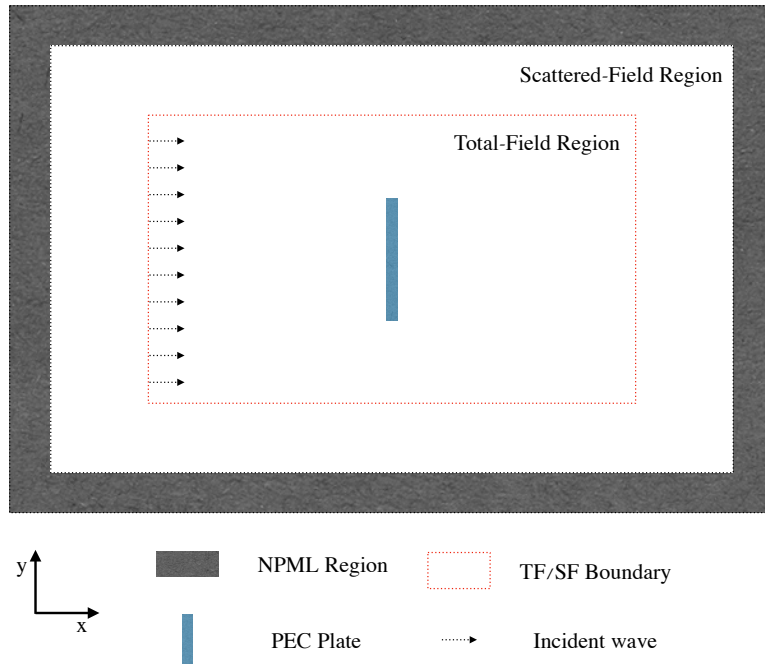 Scattered-Field Region
Total-Field Region
y
x
NPML Region
TF/SF Boundary
PEC Plate
Incident wave